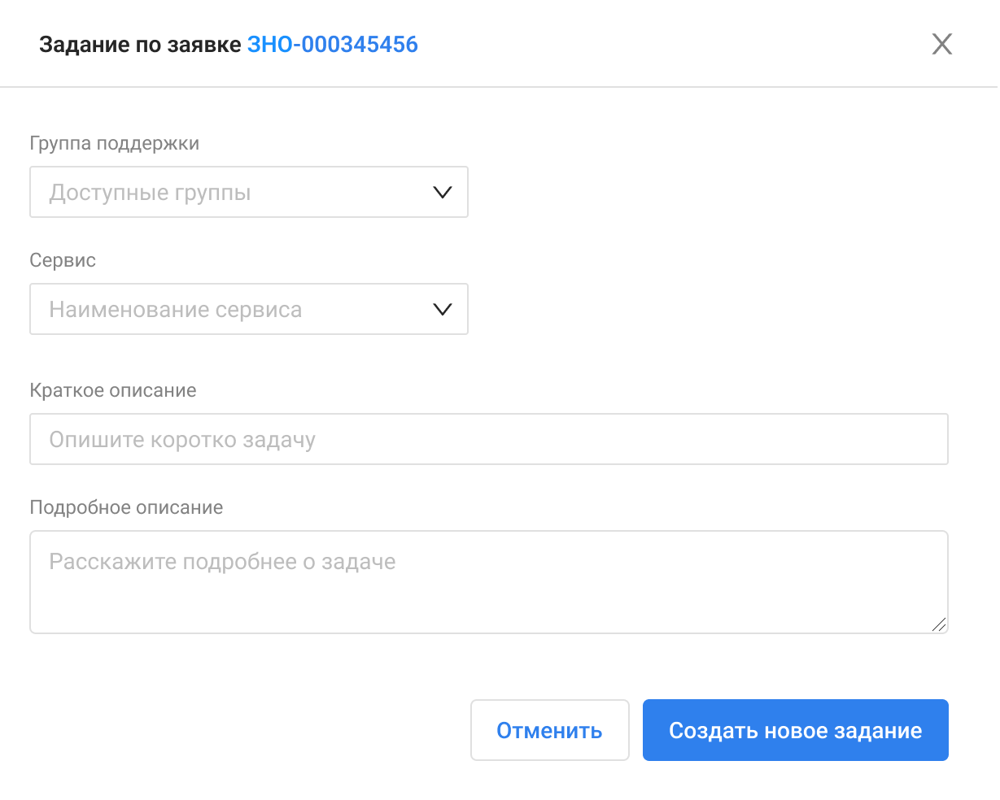 Задание по заявке ЗНО-000345456
Группа поддержки
Доступные группы
Сервис
Наименование сервиса
Краткое описание
Опишите коротко задачу
Подробное описание
Расскажите подробнее о задаче
Отменить
Создать новое задание